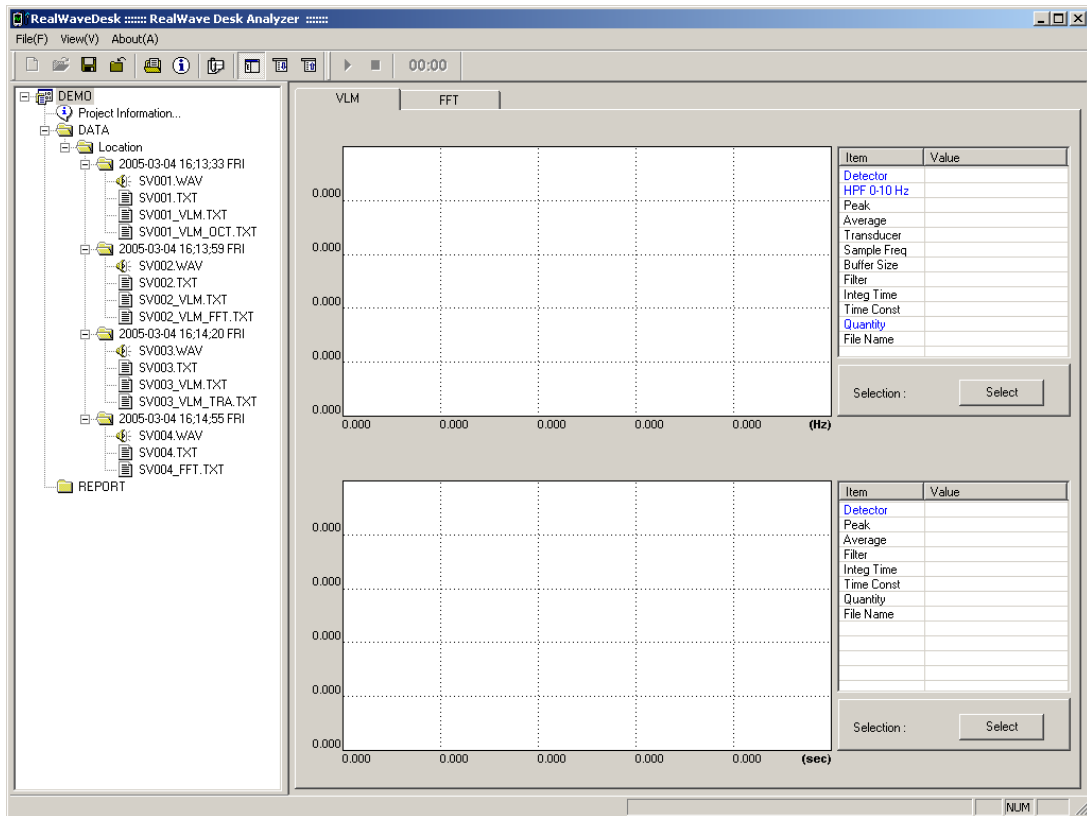 RealWaveDesk ::::::: RealWave Desk Analyzer :::::::
File(F) View(V) About(A)
00:00
DEMO
Project Information...
DATA
Location
2005-03-04 16;13;33 FRI
SV001.WAV
SV001.TXT
SV001_VLM.TXT
SV001_VLM_OCT.TXT
2005-03-04 16;13;59 FRI
SV002.WAV
SV002.TXT
SV002_VLM.TXT
SV002_VLM_FFT.TXT
2005-03-04 16;14;20 FRI
SV003.WAV
SV003.TXT
SV003_VLM.TXT
SV003_VLM_TRA.TXT
2005-03-04 16;14;55 FRI
SV004.WAV
SV004.TXT
SV004_FFT.TXT
REPORT
VLM FFT
0.000
0.000
0.000
0.000
0.000
0.000 0.000 0.000 0.000 0.000 (Hz)
Item Value
Detector
HPF 0-10 Hz
Peak
Average
Transducer
Sample Freq
Buffer Size
Filter
Integ Time
Time Const
Quantity
File Name
Selection : Select
0.000
0.000
0.000
0.000
0.000
0.000 0.000 0.000 0.000 0.000 (sec)
Item Value
Detector
Peak
Average
Filter
Integ Time
Time Const
Quantity
File Name
Selection : Select
NUM